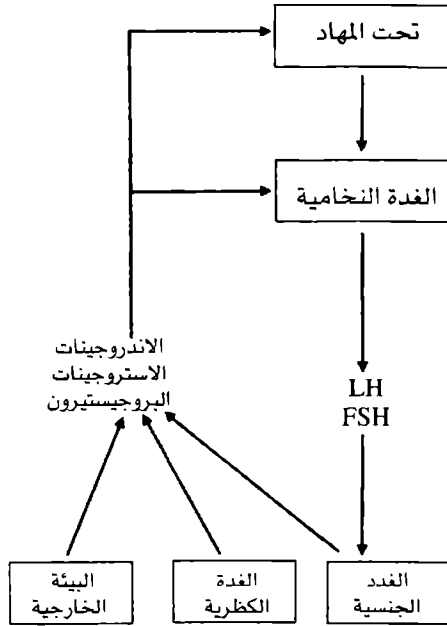 تحت المهاد
الغدة النخامية
الاندروجينات
الاستروجينات
البروجيستيرون
LH
FSH
البيئة
الخارجية
الغدة
الكظرية
الغدد
الجنسية